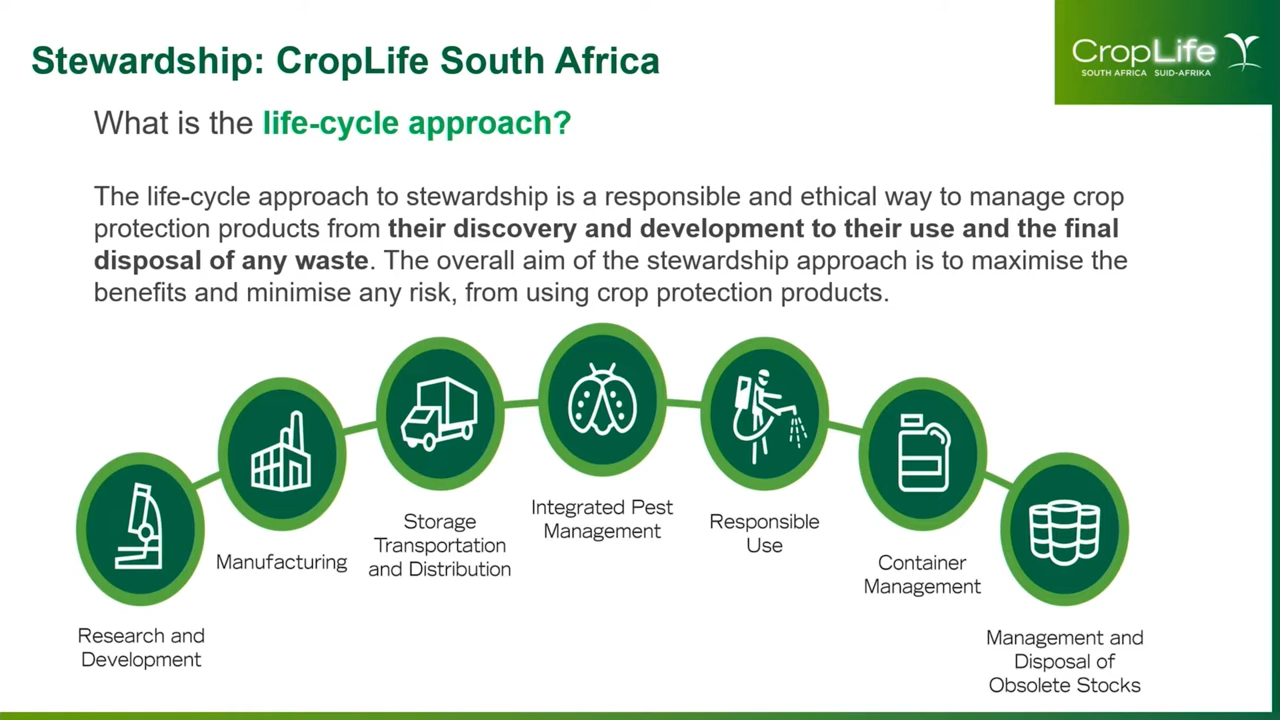 Stewardship: CropLife South Africa
CropLife
SOUTH AFRICA SUID-AFRIKA
What is the life-cycle approach?
The life-cycle approach to stewardship is a responsible and ethical way to manage crop
protection products from their discovery and development to their use and the final
disposal of any waste. The overall aim of the stewardship approach is to maximise the
benefits and minimise any risk, from using crop protection products.
Research and
Development
Manufacturing
Storage
Transportation
and Distribution
Integrated Pest
Management
Responsible
Use
Container
Management
Management and
Disposal of
Obsolete Stocks